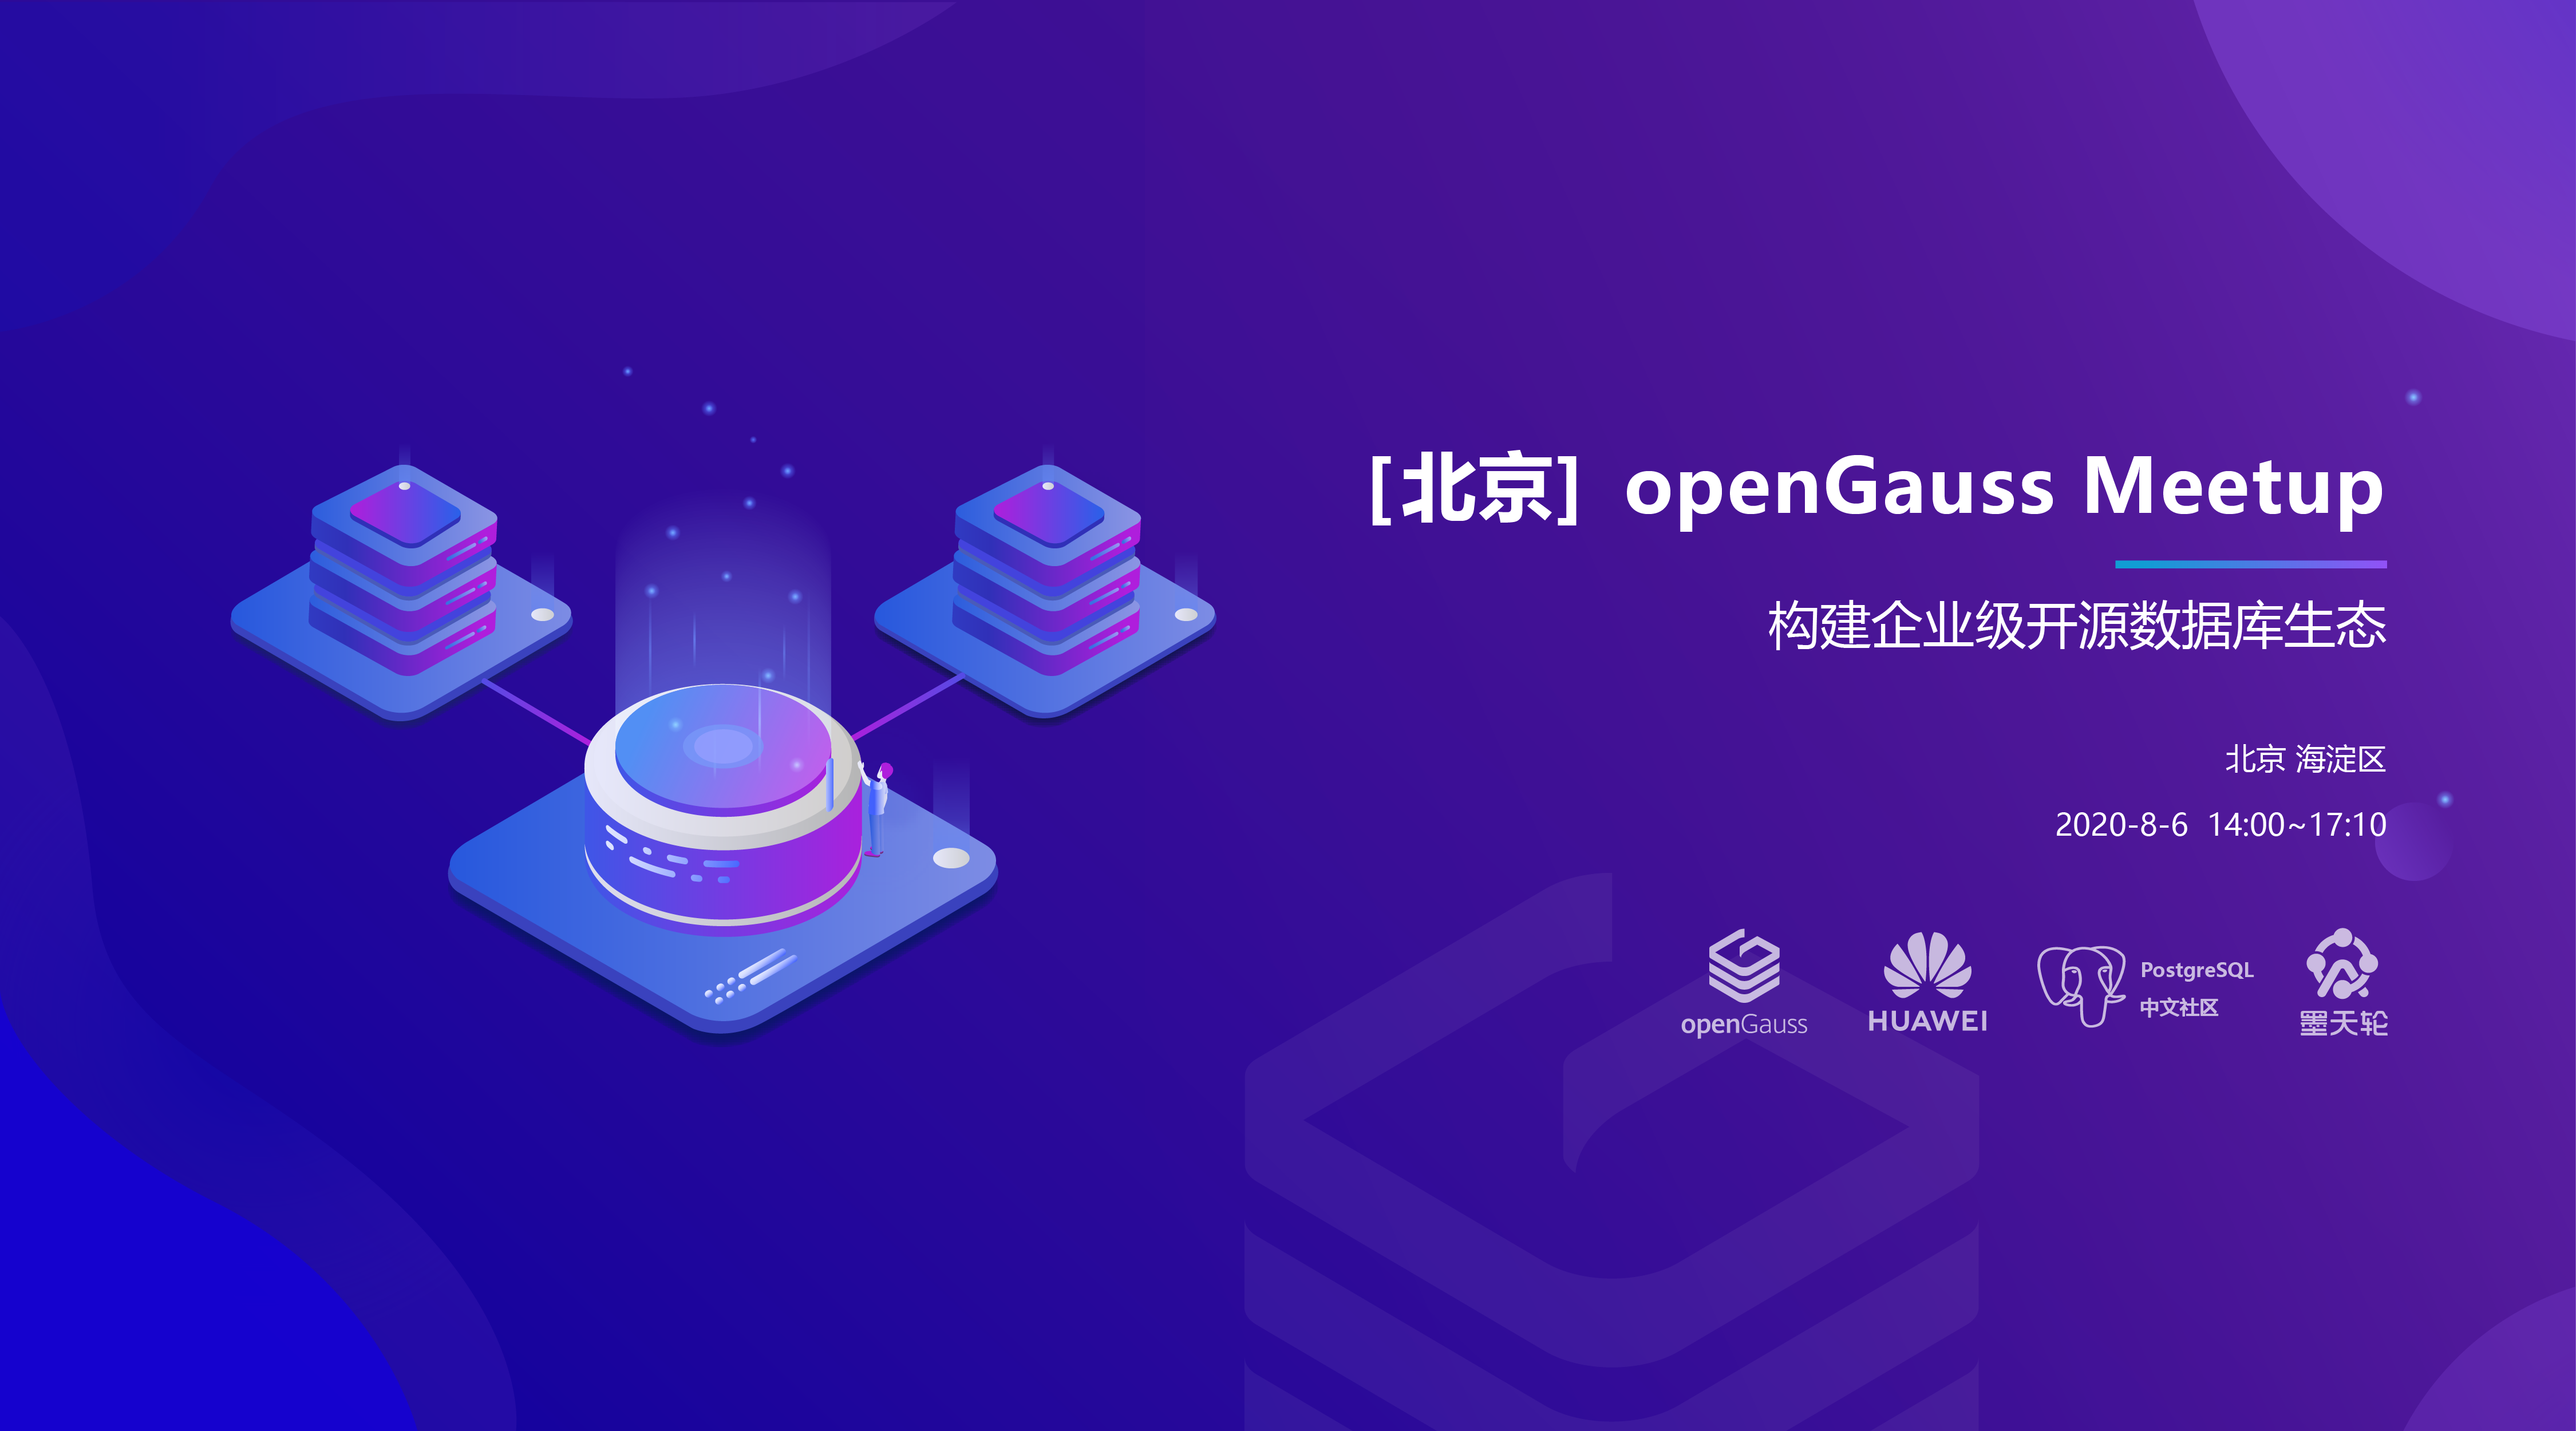 [北京] openGauss Meetup
构建企业级开源数据库生态
北京 海淀区
2020-8-6 14:00~17:10
openGauss
HUAWEI
PostgreSQL
中文社区
墨天轮